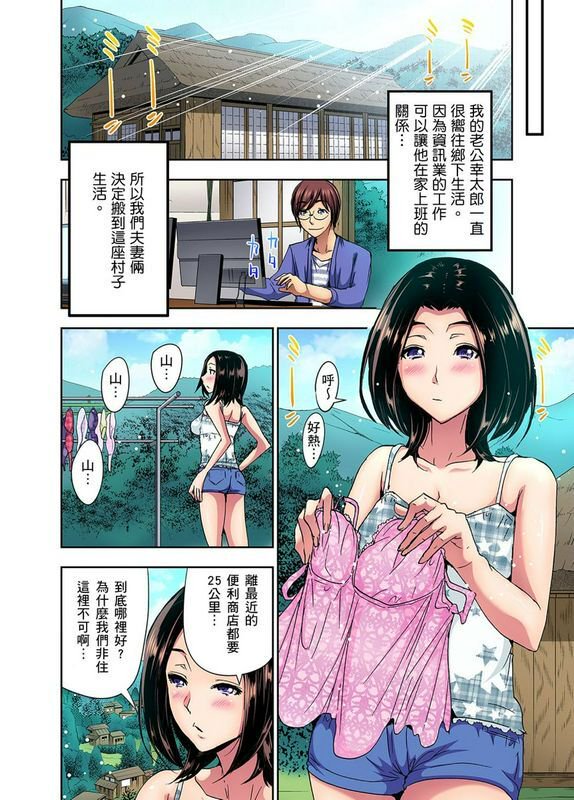 我的老公幸太郎一直
很嚮往鄉下生活。
因為資訊業的工作
可以讓他在家上班的
關係…
所以我們夫妻倆
決定搬到這座村子
生活。
カタ
カタ
呼～
好熱…
山…
山…
山…
離最近的
便利商店都要
25公里…
到底哪裡好？
為什麼我們非住
這裡不可啊…